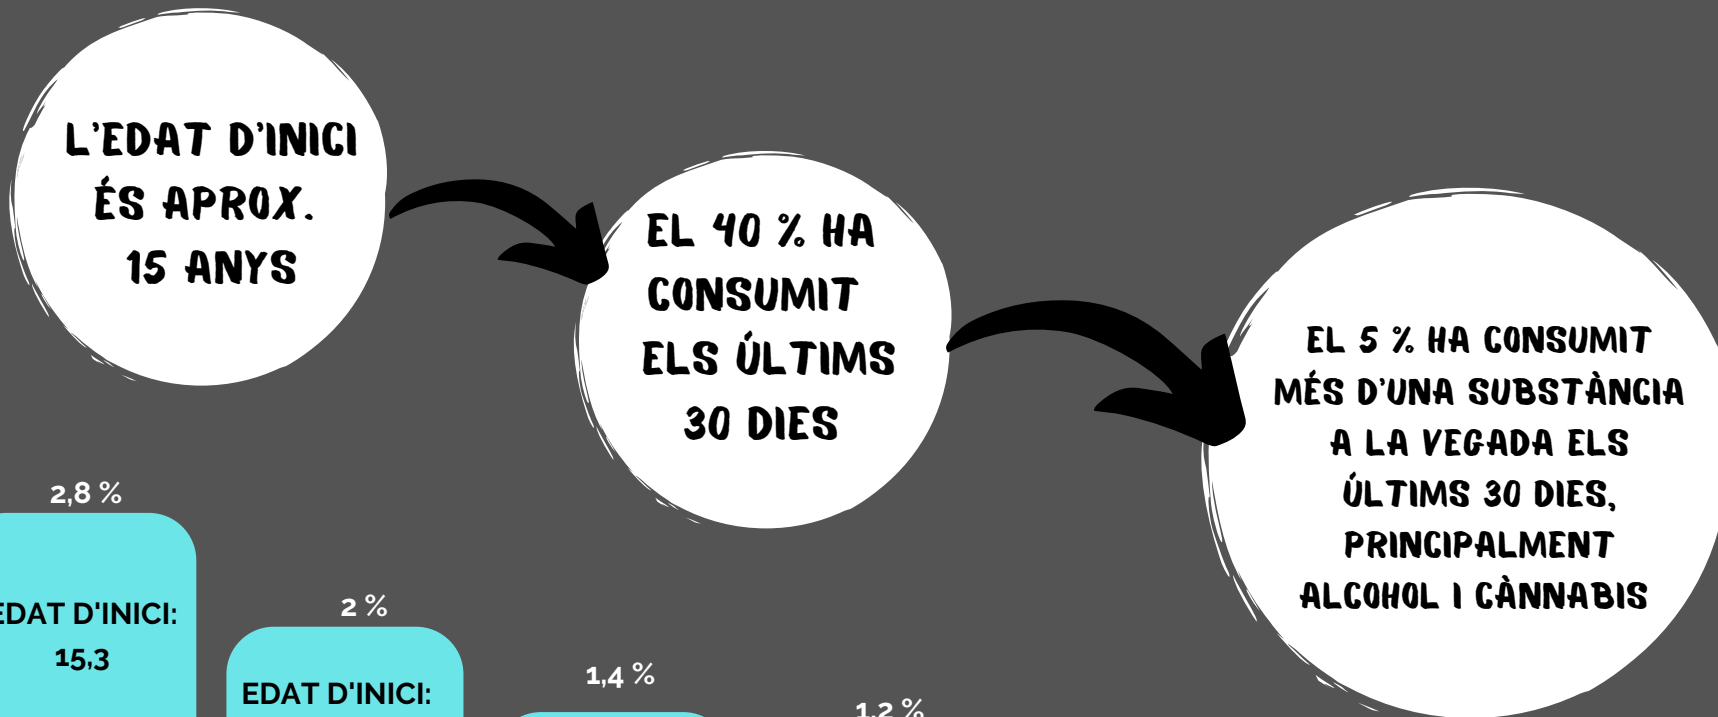 L'EDAT D'INICI
ÉS APROX.
15 ANYS
EL 40 % HA
CONSUMIT
ELS ÚLTIMS
30 DIES
EL 5 % HA CONSUMIT
MÉS D'UNA SUBSTÀNCIA
A LA VEGADA ELS
ÚLTIMS 30 DIES,
PRINCIPALMENT
ALCOHOL I CÀNNABIS
2,8 %
EDAT D'INICI:
15,3
2 %
EDAT D'INICI:
1,4 %
1,2 %